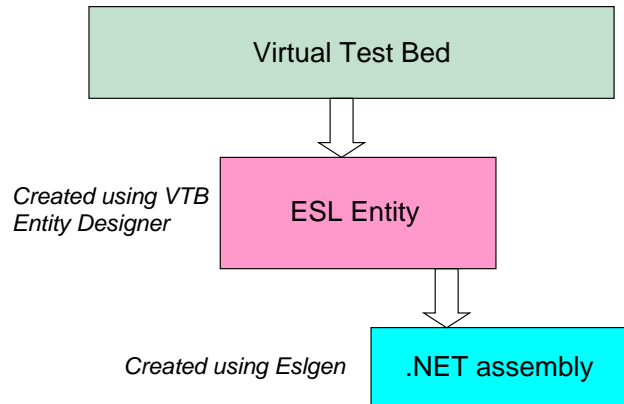 Virtual Test Bed
Created using VTB
Entity Designer
ESL Entity
Created using Eslgen
.NET assembly